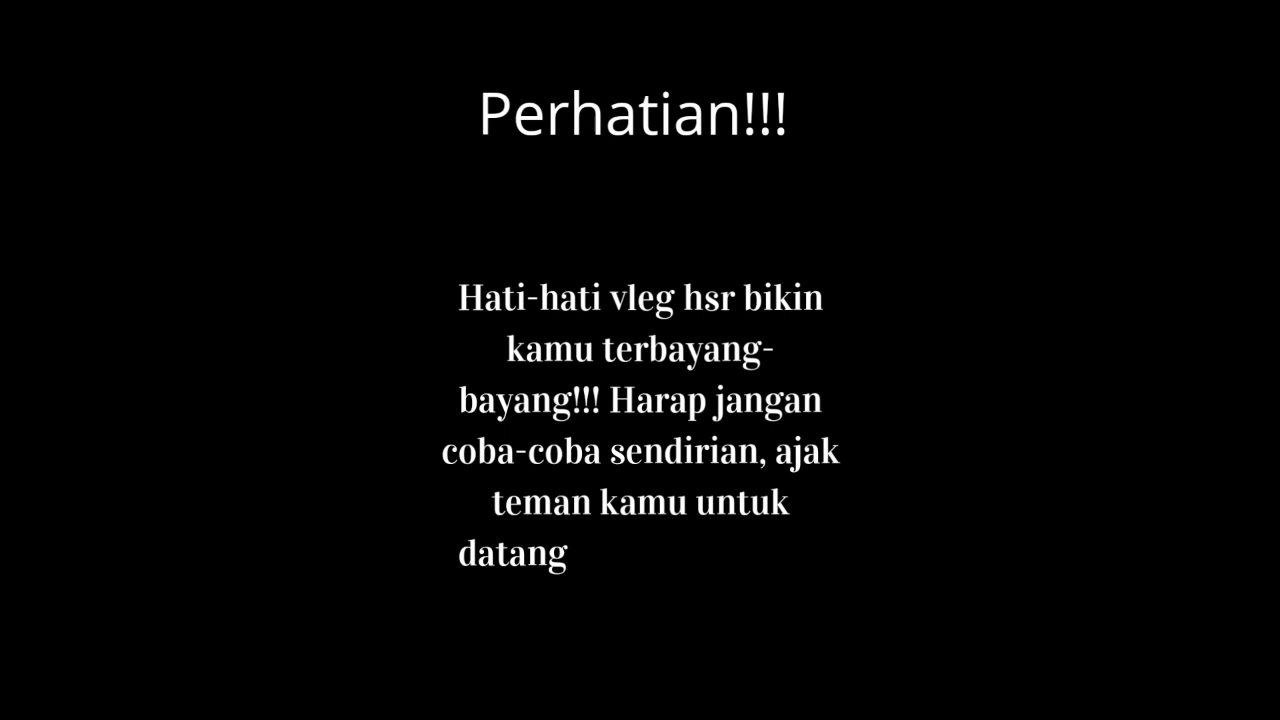 Perhatian!!!
Hati-hati vleg hsr bikin
kamu terbayang-
bayang!!! Harap jangan
coba-coba sendirian, ajak
teman kamu untuk
datang